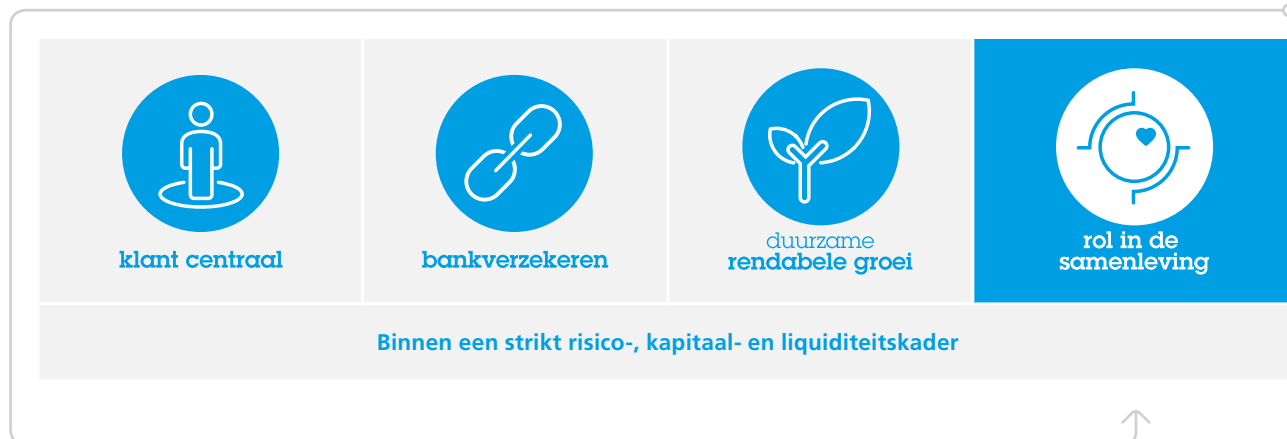 klant centraal
bankverzekeren
duurzame
rendabele groei
rol in de
samenleving
Binnen een strikt risico-, kapitaal- en liquiditeitskader